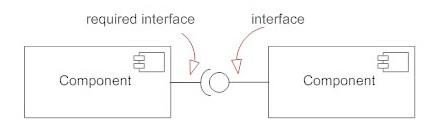 required interface
interface
Component
Component